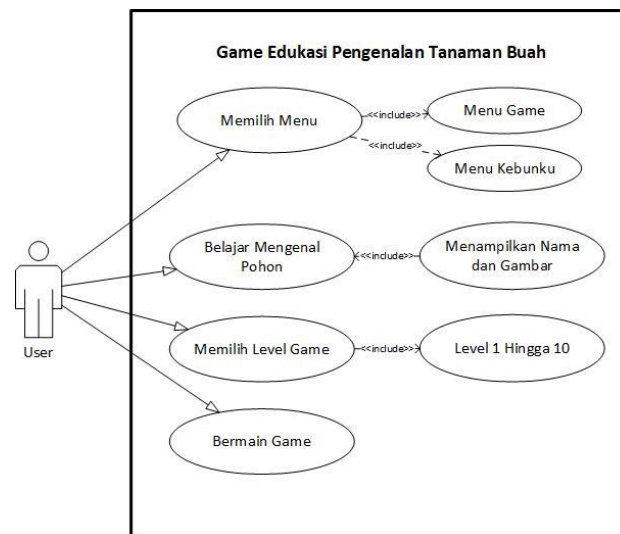 Game Edukasi Pengenalan Tanaman Buah
Memilih Menu
<<include>>
Menu Game
<<include>>
Menu Kebunku
Belajar Mengenal
Pohon
<<include>>
Menampilkan Nama
dan Gambar
User
Memilih Level Game
<<include>>
Level 1 Hingga 10
Bermain Game